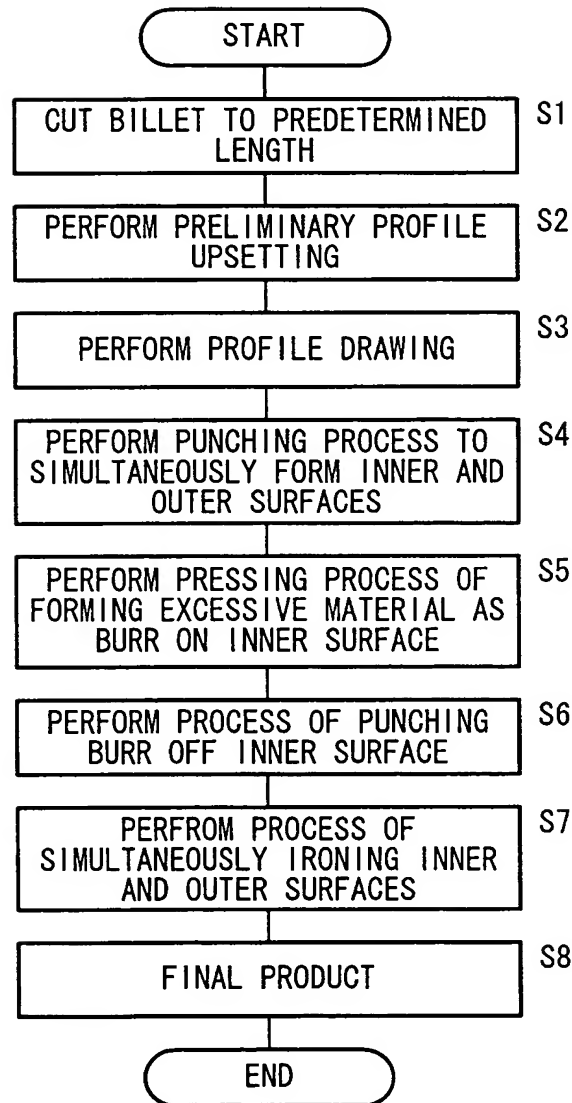 START
CUT BILLET TO PREDETERMINED
LENGTH
S1
PERFORM PRELIMINARY PROFILE
UPSETTING
S2
PERFORM PROFILE DRAWING
S3
PERFORM PUNCHING PROCESS TO
SIMULTANEOUSLY FORM INNER AND
OUTER SURFACES
S4
PERFORM PRESSING PROCESS OF
FORMING EXCESSIVE MATERIAL AS
BURR ON INNER SURFACE
S5
PERFORM PROCESS OF PUNCHING
BURR OFF INNER SURFACE
S6
PERFROM PROCESS OF
SIMULTANEOUSLY IRONING INNER
AND OUTER SURFACES
S7
FINAL PRODUCT
S8
END